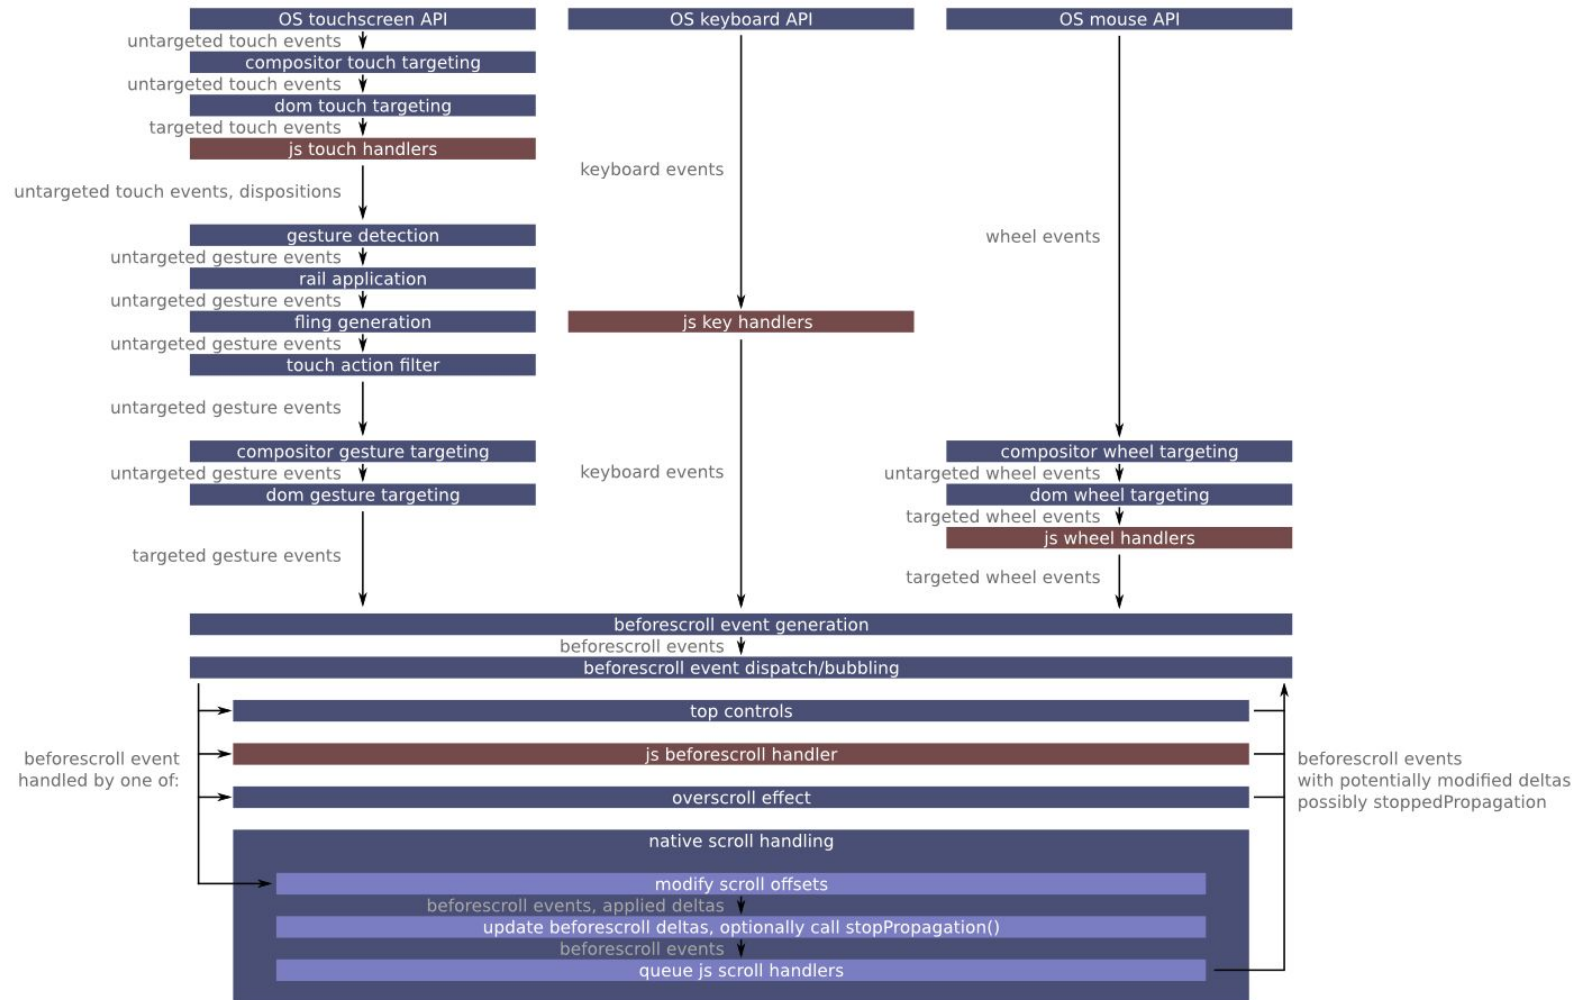 OS touchscreen API
OS keyboard API
OS mouse API
untargeted touch events
compositor touch targeting
untargeted touch events
dom touch targeting
targeted touch events
js touch handlers
keyboard events
untargeted touch events, dispositions
gesture detection
wheel events
untargeted gesture events
rail application
untargeted gesture events
fling generation
js key handlers
untargeted gesture events
touch action filter
untargeted gesture events
compositor gesture targeting
compositor wheel targeting
untargeted gesture events
keyboard events
untargeted wheel events
dom gesture targeting
dom wheel targeting
targeted wheel events
js wheel handlers
targeted gesture events
targeted wheel events
beforescroll event generation
beforescroll events
beforescroll event dispatch/bubbling
top controls
js beforescroll handler
beforescroll event
handled by one of:
beforescroll events
with potentially modified deltas
possibly stoppedPropagation
overscroll effect
native scroll handling
modify scroll offsets
beforescroll events, applied deltas
update beforescroll deltas, optionally call stopPropagation()
beforescroll events
queue js scroll handlers